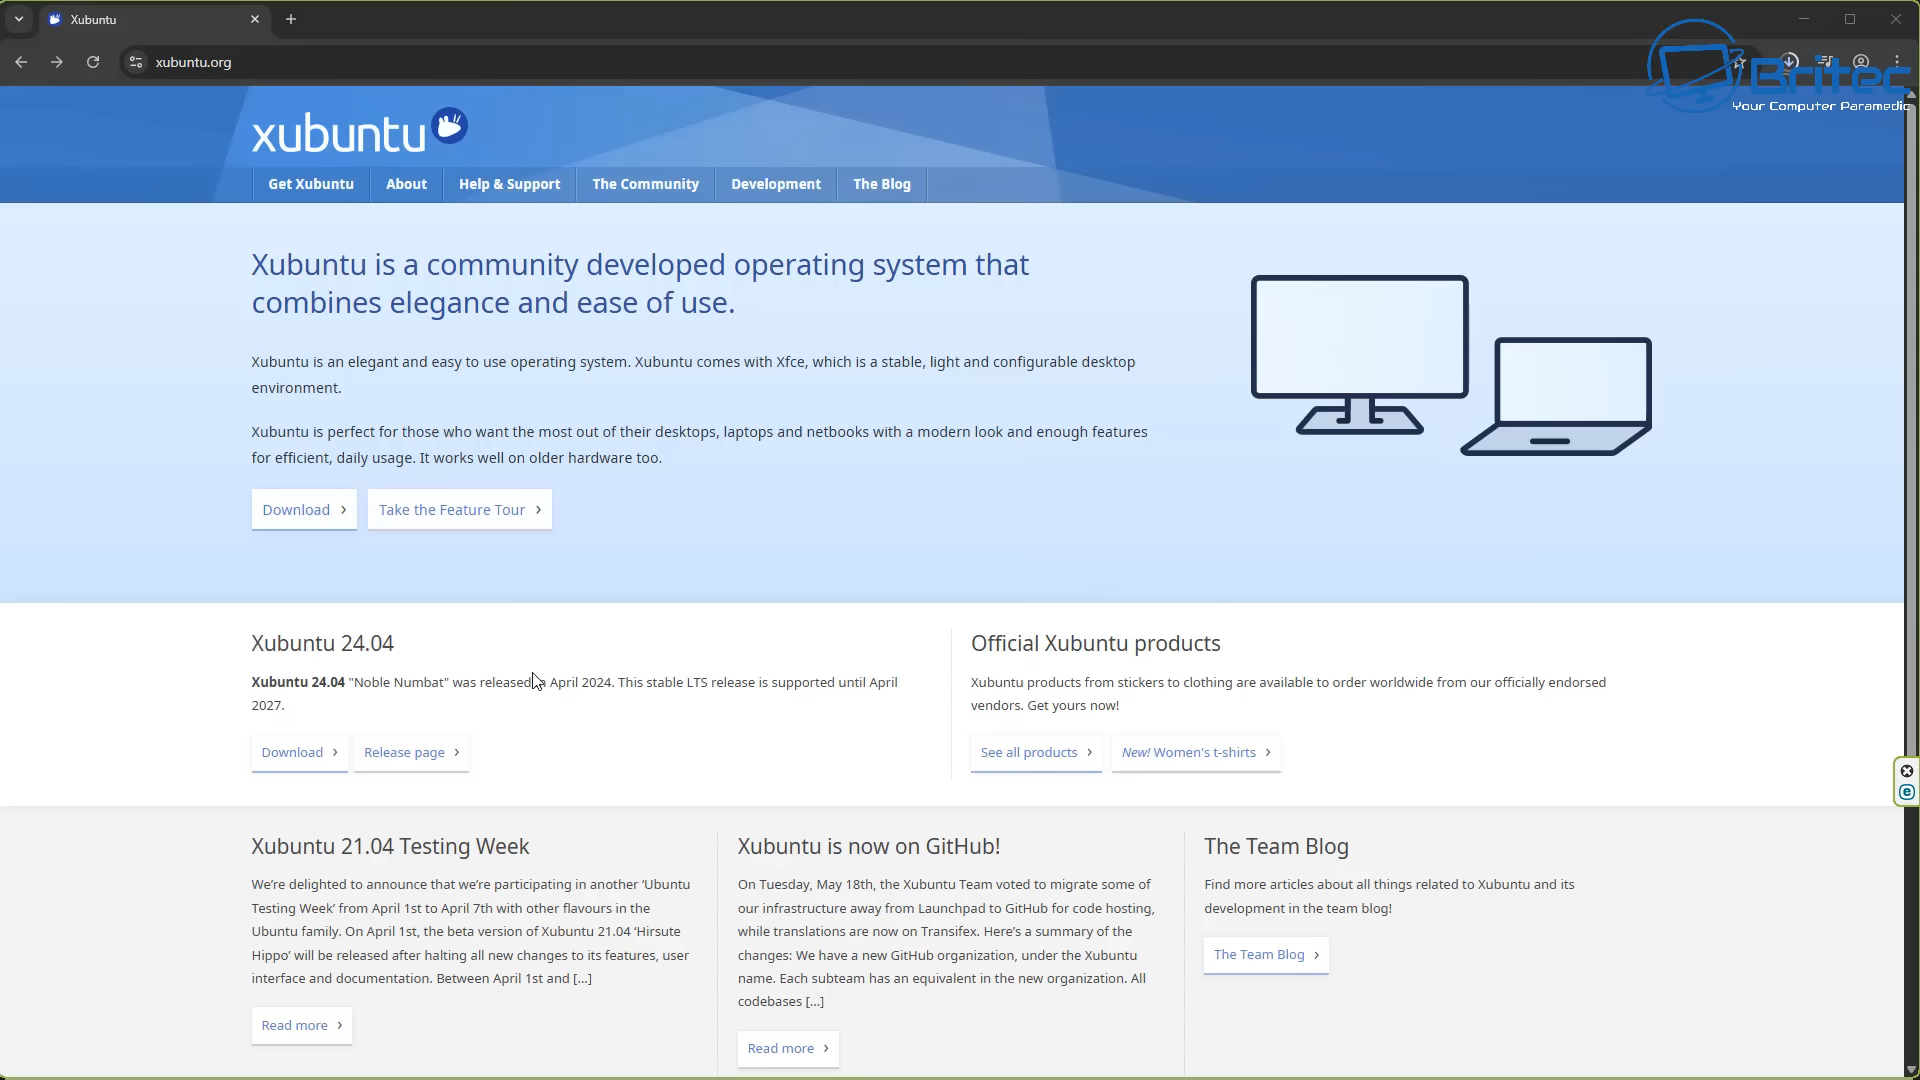 Xubuntu
xubuntu.org
Britec
Your Computer Paramedic
xubuntu
Get Xubuntu
About
Help & Support
The Community
Development
The Blog
Xubuntu is a community developed operating system that
combines elegance and ease of use.
Xubuntu is an elegant and easy to use operating system. Xubuntu comes with Xfce, which is a stable, light and configurable desktop
environment.
Xubuntu is perfect for those who want the most out of their desktops, laptops and netbooks with a modern look and enough features
for efficient, daily usage. It works well on older hardware too.
Download ›
Take the Feature Tour ›
Xubuntu 24.04
Xubuntu 24.04 "Noble Numbat" was released April 2024. This stable LTS release is supported until April
2027.
Download ›
Release page ›
Official Xubuntu products
Xubuntu products from stickers to clothing are available to order worldwide from our officially endorsed
vendors. Get yours now!
See all products ›
New! Women's t-shirts ›
Xubuntu 21.04 Testing Week
We’re delighted to announce that we’re participating in another ‘Ubuntu
Testing Week’ from April 1st to April 7th with other flavours in the
Ubuntu family. On April 1st, the beta version of Xubuntu 21.04 ‘Hirsute
Hippo’ will be released after halting all new changes to its features, user
interface and documentation. Between April 1st and [...]
Read more ›
Xubuntu is now on GitHub!
On Tuesday, May 18th, the Xubuntu Team voted to migrate some of
our infrastructure away from Launchpad to GitHub for code hosting,
while translations are now on Transifex. Here’s a summary of the
changes: We have a new GitHub organization, under the Xubuntu
name. Each subteam has an equivalent in the new organization. All
codebases [...]
Read more ›
The Team Blog
Find more articles about all things related to Xubuntu and its
development in the team blog!
The Team Blog ›